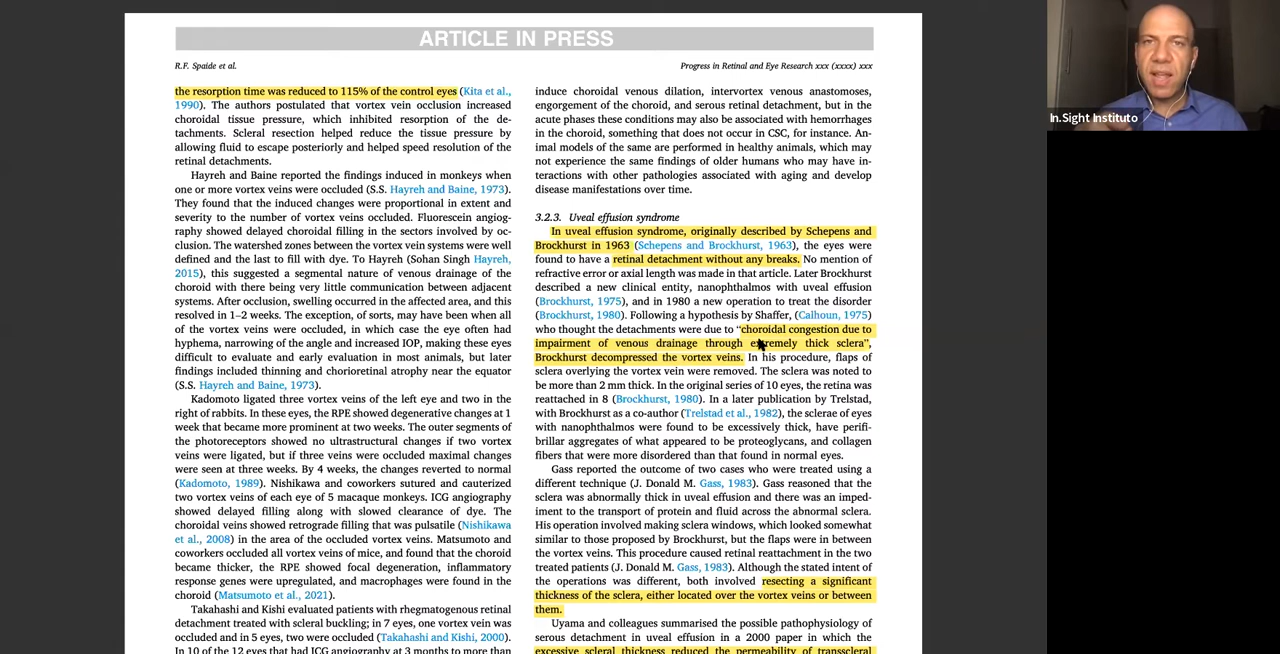 ARTICLE IN PRESS
R.F. Spaide et al.
Progress in Retinal and Eye Research xxx (xxxx) xxx
the resorption time was reduced to 115% of the control eyes (Kita et al.,
1990). The authors postulated that vortex vein occlusion increased
choroidal tissue pressure, which inhibited resorption of the de-
tachments. Scleral resection helped reduce the tissue pressure by
allowing fluid to escape posteriorly and helped speed resolution of the
retinal detachments.
Hayreh and Baine reported the findings induced in monkeys when
one or more vortex veins were occluded (S.S. Hayreh and Baine, 1973).
They found that the induced changes were proportional in extent and
severity to the number of vortex veins occluded. Fluorescein angiog-
raphy showed delayed choroidal filling in the sectors involved by oc-
clusion. The watershed zones between the vortex vein systems were well
defined and the last to fill with dye. To Hayreh (Sohan Singh Hayreh,
2015), this suggested a segmental nature of venous drainage of the
choroid with there being very little communication between adjacent
systems. After occlusion, swelling occurred in the affected area, and this
resolved in 1–2 weeks. The exception, of sorts, may have been when all
of the vortex veins were occluded, in which case the eye often had
hyphema, narrowing of the angle and increased IOP, making these eyes
difficult to evaluate and early evaluation in most animals, but later
findings included thinning and chorioretinal atrophy near the equator
(S.S. Hayreh and Baine, 1973).
Kadomoto ligated three vortex veins of the left eye and two in the
right of rabbits. In these eyes, the RPE showed degenerative changes at 1
week that became more prominent at two weeks. The outer segments of
the photoreceptors showed no ultrastructural changes if two vortex
veins were ligated, but if three veins were occluded maximal changes
were seen at three weeks. By 4 weeks, the changes reverted to normal
(Kadomoto, 1989). Nishikawa and coworkers sutured and cauterized
two vortex veins of each eye of 5 macaque monkeys. ICG angiography
showed delayed filling along with slowed clearance of dye. The
choroidal veins showed retrograde filling that was pulsatile (Nishikawa
et al., 2008) in the area of the occluded vortex veins. Matsumoto and
coworkers occluded all vortex veins of mice, and found that the choroid
became thicker, the RPE showed focal degeneration, inflammatory
response genes were upregulated, and macrophages were found in the
choroid (Matsumoto et al., 2021).
Takahashi and Kishi evaluated patients with rhegmatogenous retinal
detachment treated with scleral buckling; in 7 eyes, one vortex vein was
occluded and in 5 eyes, two were occluded (Takahashi and Kishi, 2000).
In 10 of the 12 eyes that had ICG angiography at 3 months to more than
induce choroidal venous dilation, intervortex venous anastomoses,
engorgement of the choroid, and serous retinal detachment, but in the
acute phases these conditions may also be associated with hemorrhages
in the choroid, something that does not occur in CSC, for instance. An-
imal models of the same are performed in healthy animals, which may
not experience the same findings of older humans who may have in-
teractions with other pathologies associated with aging and develop
disease manifestations over time.
3.2.3. Uveal effusion syndrome
In uveal effusion syndrome, originally described by Schepens and
Brockhurst in 1963 (Schepens and Brockhurst, 1963), the eyes were
found to have a retinal detachment without any breaks. No mention of
refractive error or axial length was made in that article. Later Brockhurst
described a new clinical entity, nanophthalmos with uveal effusion
(Brockhurst, 1975), and in 1980 a new operation to treat the disorder
(Brockhurst, 1980). Following a hypothesis by Shaffer, (Calhoun, 1975)
who thought the detachments were due to “choroidal congestion due to
impairment of venous drainage through extremely thick sclera”,
Brockhurst decompressed the vortex veins. In his procedure, flaps of
sclera overlying the vortex vein were removed. The sclera was noted to
be more than 2 mm thick. In the original series of 10 eyes, the retina was
reattached in 8 (Brockhurst, 1980). In a later publication by Trelstad,
with Brockhurst as a co-author (Trelstad et al., 1982), the sclerae of eyes
with nanophthalmos were found to be excessively thick, have perifi-
brillar aggregates of what appeared to be proteoglycans, and collagen
fibers that were more disordered than that found in normal eyes.
Gass reported the outcome of two cases who were treated using a
different technique (J. Donald M. Gass, 1983). Gass reasoned that the
sclera was abnormally thick in uveal effusion and there was an imped-
iment to the transport of protein and fluid across the abnormal sclera.
His operation involved making sclera windows, which looked somewhat
similar to those proposed by Brockhurst, but the flaps were in between
the vortex veins. This procedure caused retinal reattachment in the two
treated patients (J. Donald M. Gass, 1983). Although the stated intent of
the operations was different, both involved resecting a significant
thickness of the sclera, either located over the vortex veins or between
them.
Uyama and colleagues summarised the possible pathophysiology of
serous detachment in uveal effusion in a 2000 paper in which the
excessive scleral thickness reduced the permeability of transscleral
In.Sight Instituto